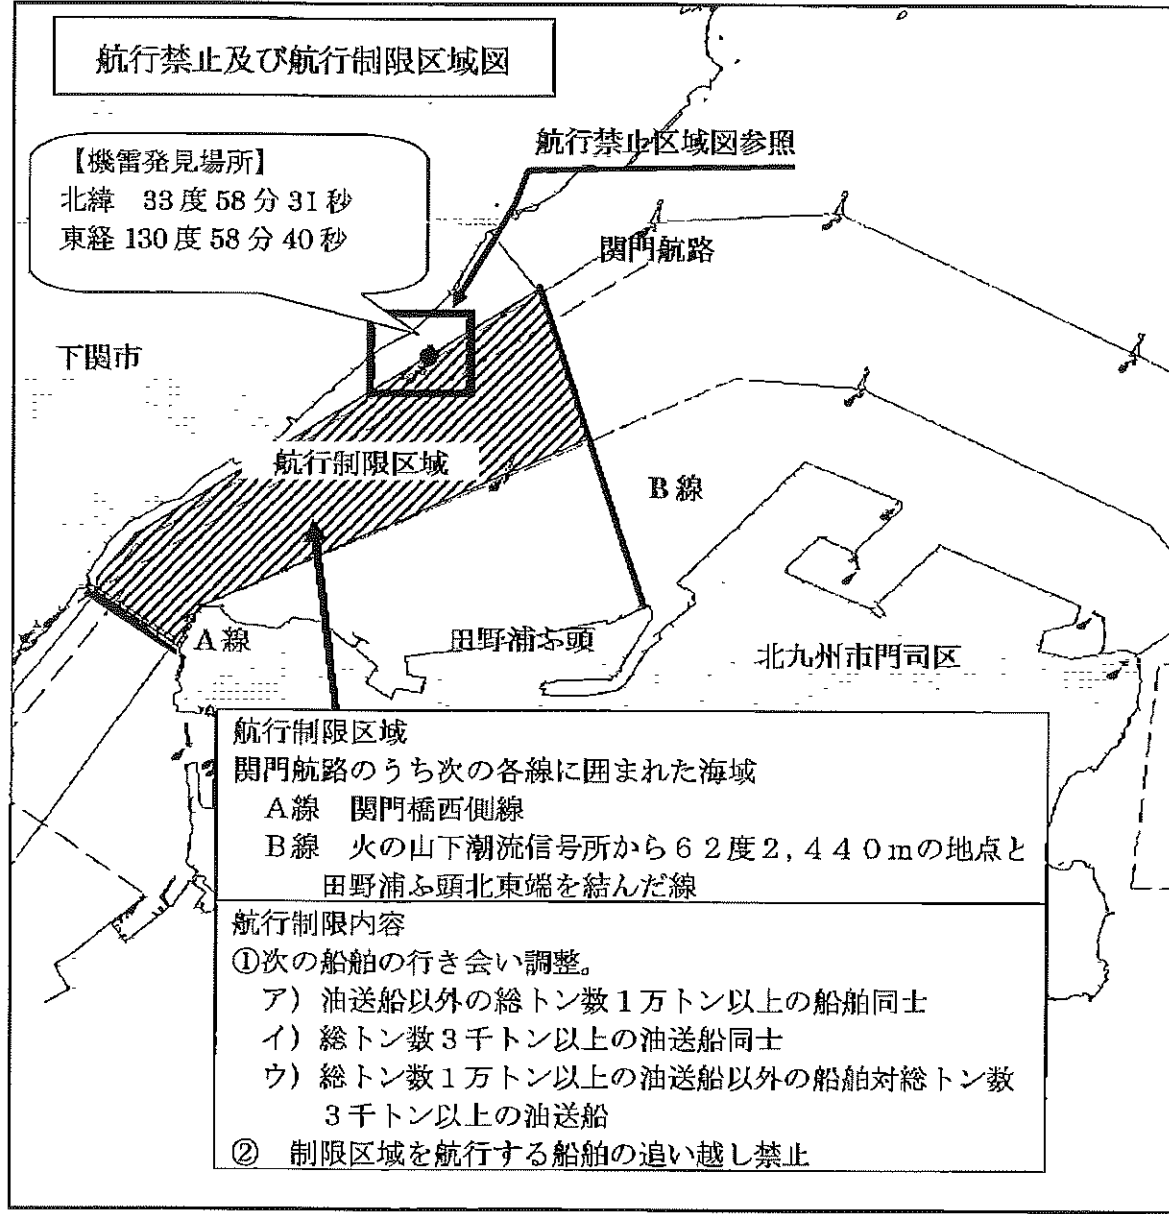 航行禁止及び航行制限区域図
航行禁止区域図参照
【機雷発見場所】
北緯 33度58分31秒
東経130度58分40秒
関門航路
下関市
航行制限区域
B線
A線
田野浦ふ頭
北九州市門司区
航行制限区域
関門航路のうち次の各線に囲まれた海域
A線 関門橋西側線
B線 火の山下潮流信号所から62度2,440mの地点と
田野浦ふ頭北東端を結んだ線
航行制限内容
①次の船舶の行き会い調整。
ア)油送船以外の総トン数1万トン以上の船舶同士
イ)総トン数3千トン以上の油送船同士
ウ)総トン数1万トン以上の油送船以外の船舶対総トン数
3千トン以上の油送船
② 制限区域を航行する船舶の追い越し禁止